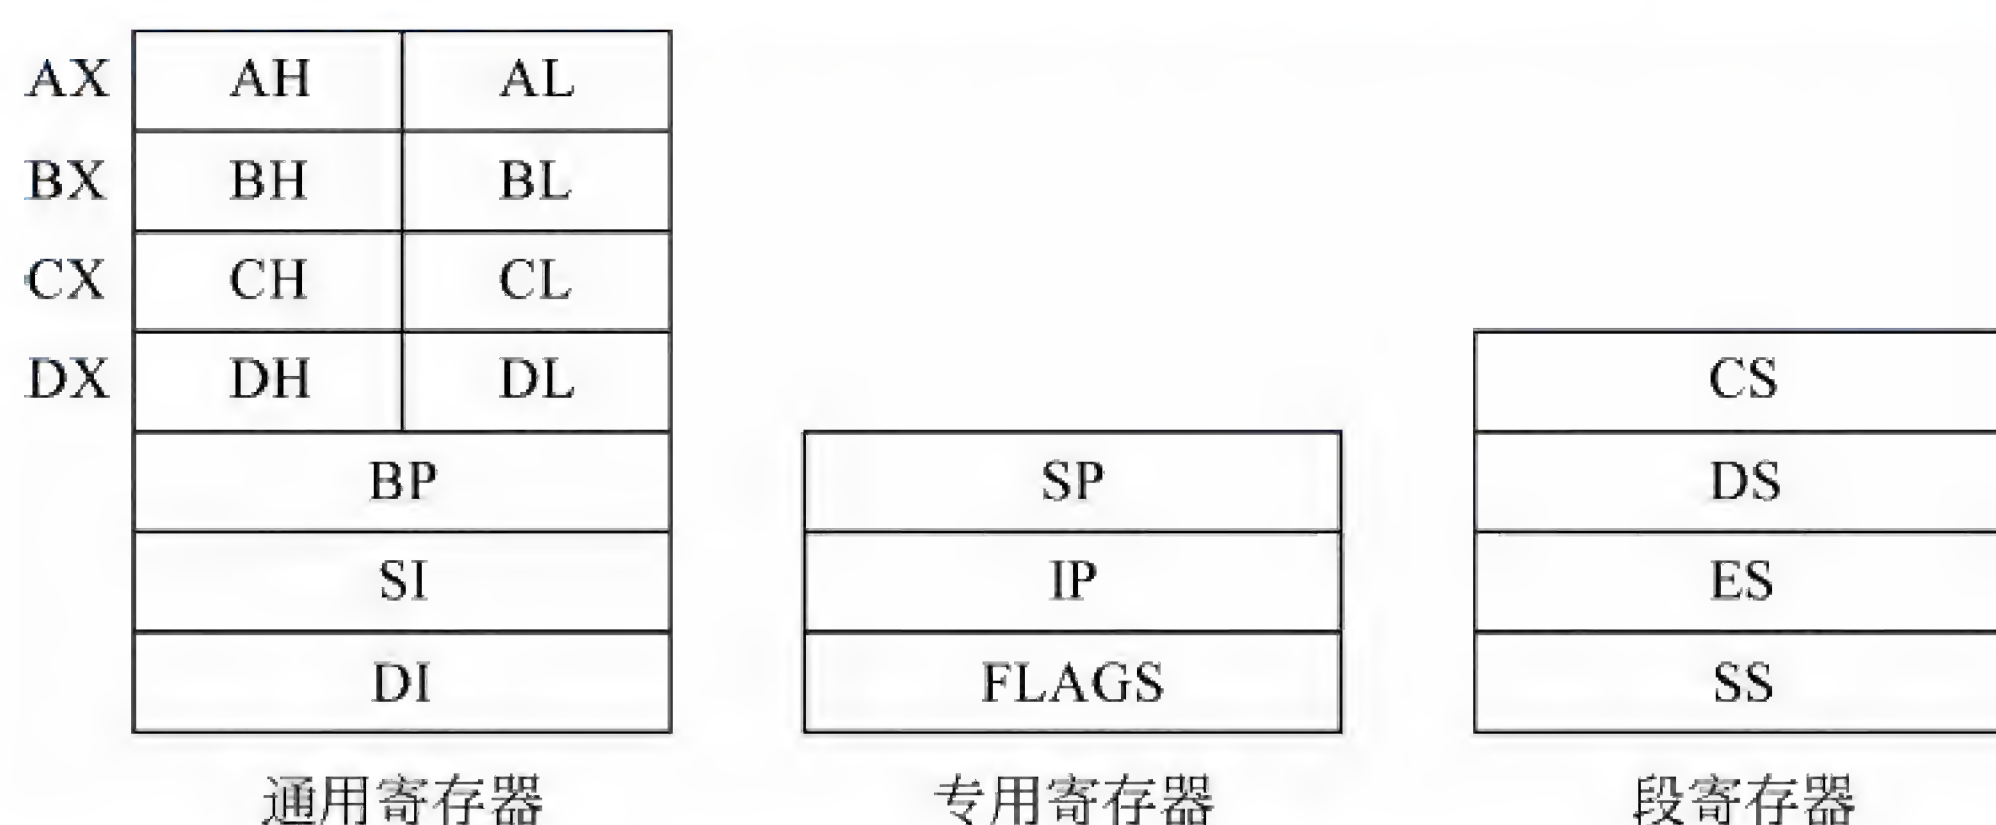 AX AH AL
BX BH BL
CX CH CL
DX DH DL CS
BP SP DS
SI IP ES
DI FLAGS SS
通用寄存器 专用寄存器 段寄存器